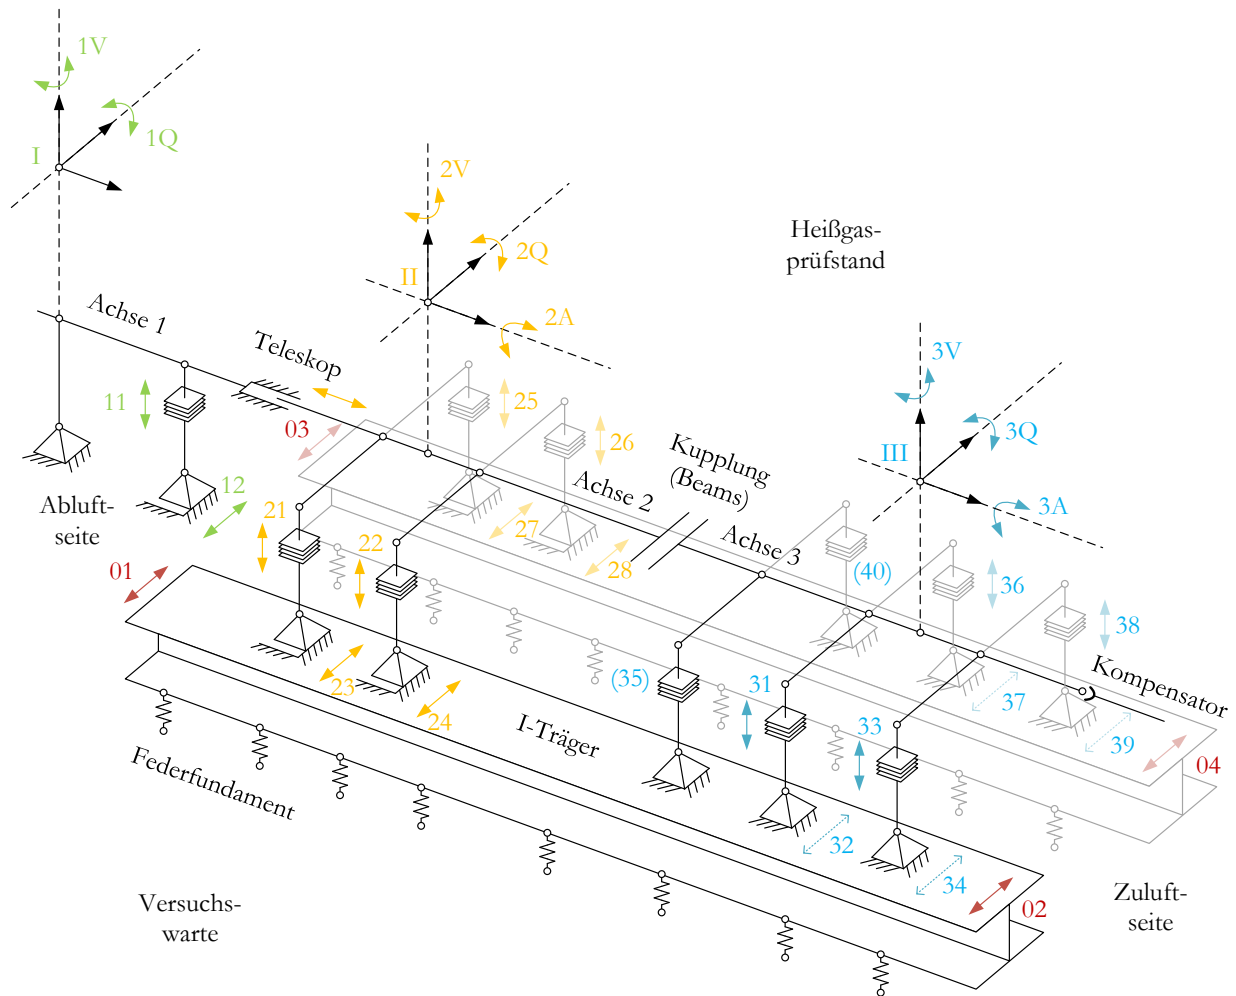 1V
1Q
I
2V
2Q
II
2A
Heißgas-
prüfstand
Achse 1
Teleskop
3V
3Q
III
3A
11
03
25
26
Kupplung
(Beams)
Achse 2
12
Abluft-
seite
21
22
27
28
Achse 3
01
(40)
36
38
23
24
(35)
31
33
37
39
Kompensator
I-Träger
Federfundament
04
32
34
02
Versuchs-
warte
Zuluft-
seite